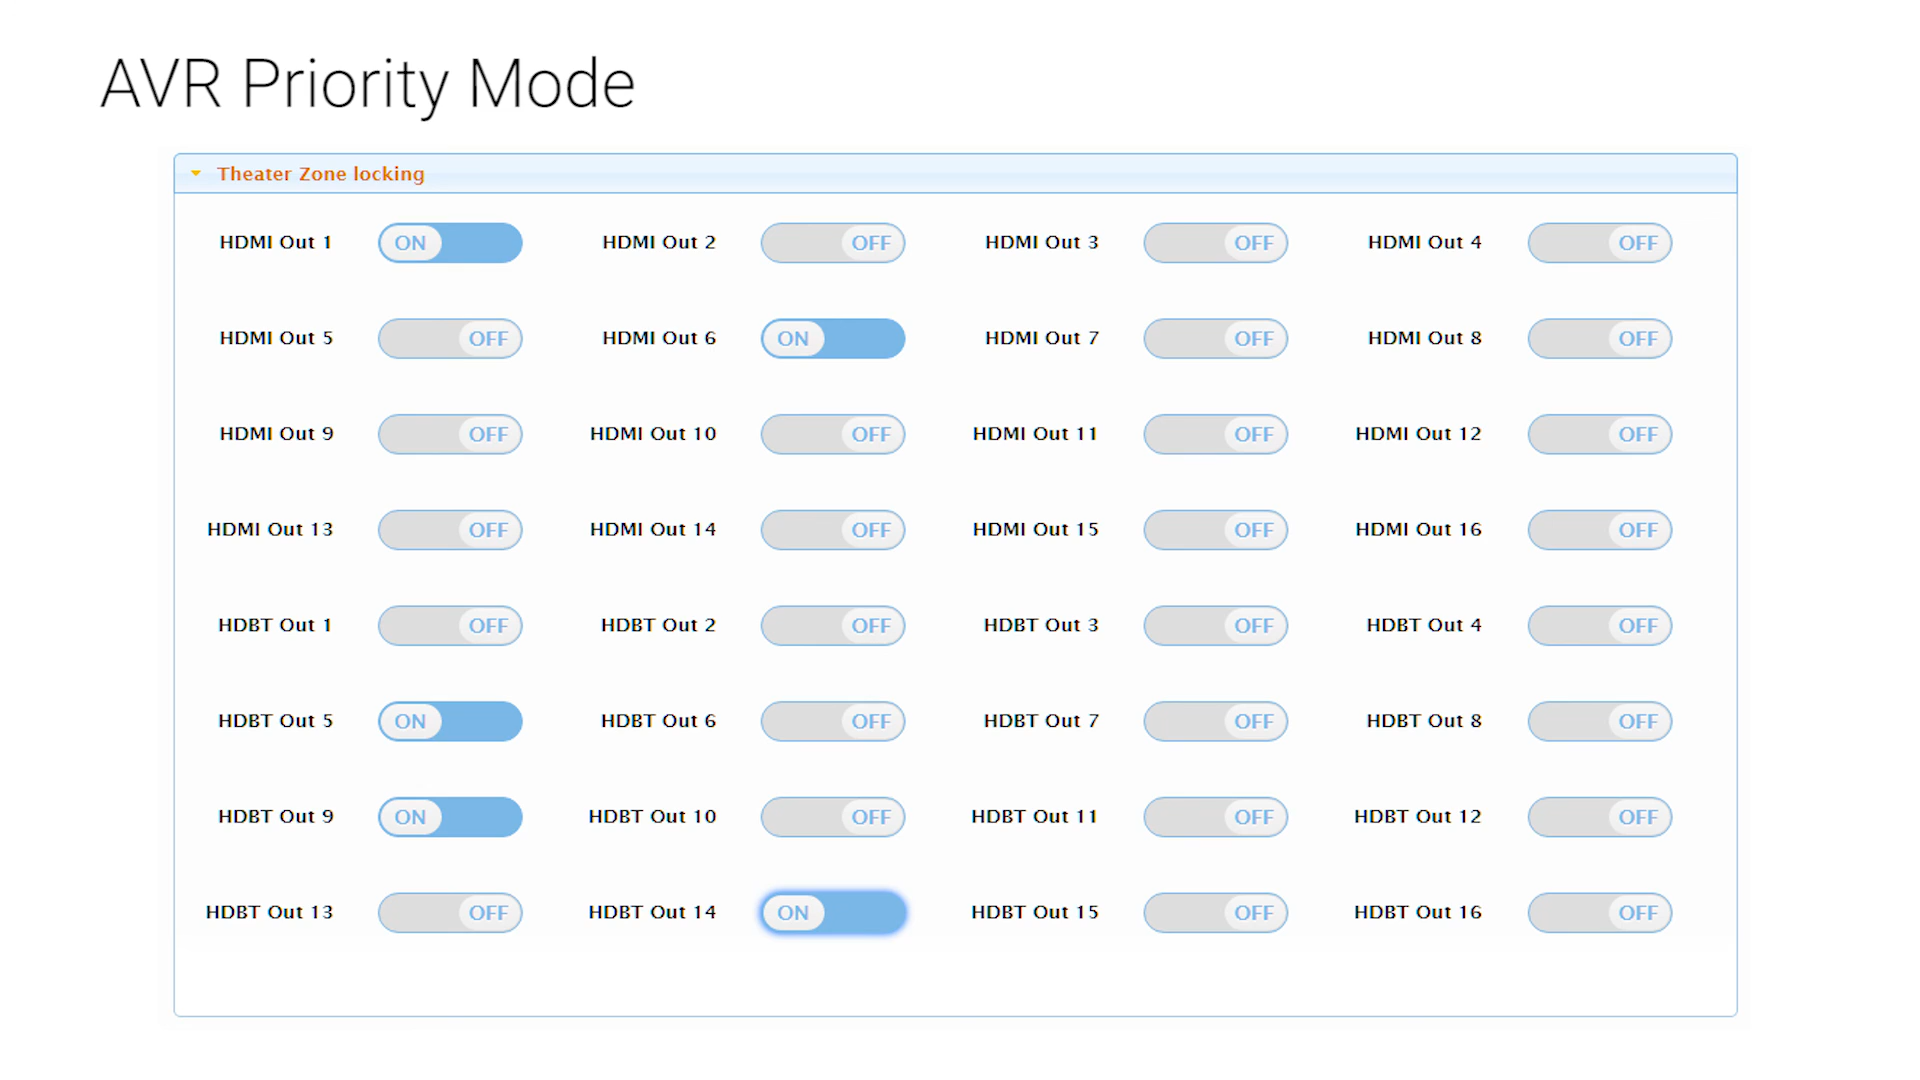 AVR Priority Mode
Theater Zone locking
HDMI Out 1 ON HDMI Out 2 OFF HDMI Out 3 OFF HDMI Out 4 OFF
HDMI Out 5 OFF HDMI Out 6 ON HDMI Out 7 OFF HDMI Out 8 OFF
HDMI Out 9 OFF HDMI Out 10 OFF HDMI Out 11 OFF HDMI Out 12 OFF
HDMI Out 13 OFF HDMI Out 14 OFF HDMI Out 15 OFF HDMI Out 16 OFF
HDBT Out 1 OFF HDBT Out 2 OFF HDBT Out 3 OFF HDBT Out 4 OFF
HDBT Out 5 ON HDBT Out 6 OFF HDBT Out 7 OFF HDBT Out 8 OFF
HDBT Out 9 ON HDBT Out 10 OFF HDBT Out 11 OFF HDBT Out 12 OFF
HDBT Out 13 OFF HDBT Out 14 ON HDBT Out 15 OFF HDBT Out 16 OFF